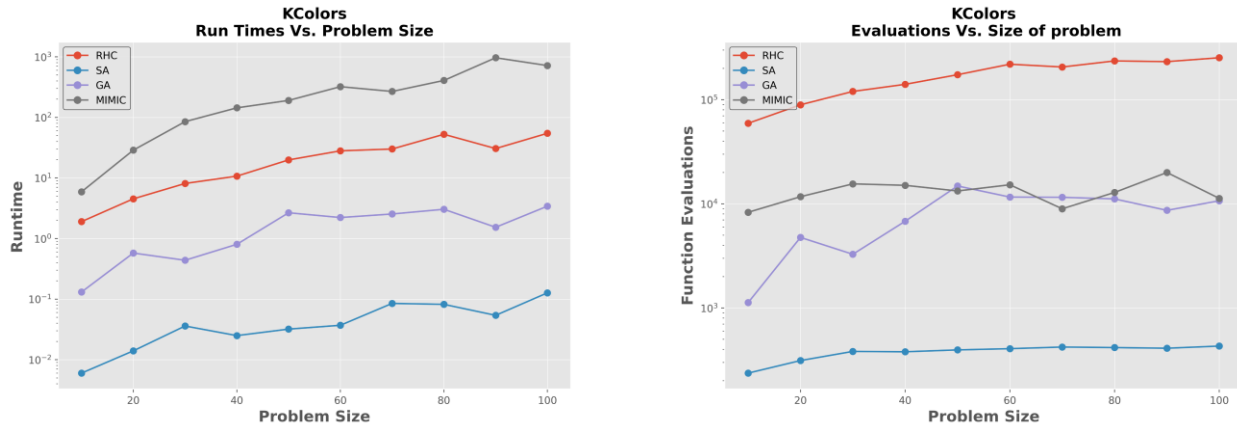 KColors
Run Times Vs. Problem Size
RHC
SA
GA
MIMIC
10³
10²
10¹
10⁰
10⁻¹
10⁻²
Runtime
20
40
60
80
100
Problem Size
KColors
Evaluations Vs. Size of problem
RHC
SA
GA
MIMIC
10⁵
10⁴
10³
Function Evaluations
20
40
60
80
100
Problem Size